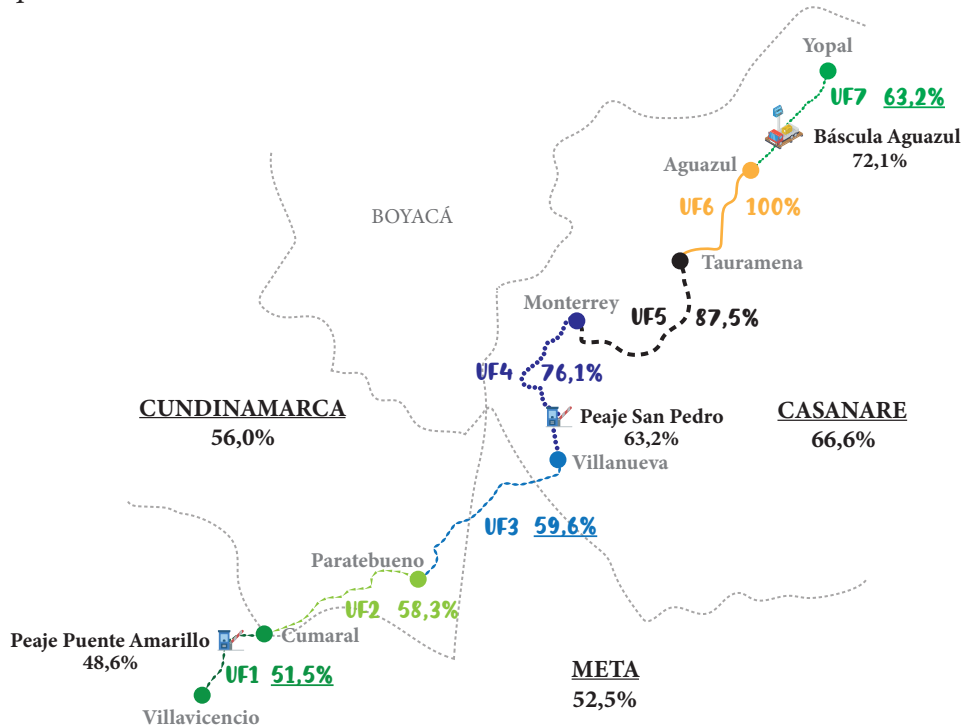 Yopal
UF7 63,2%
Báscula Aguazul
72,1%
Aguazul
UF6 100%
BOYACÁ
Tauramena
Monterrey
UF5 87,5%
UF4 76,1%
CUNDINAMARCA
56,0%
Peaje San Pedro
63,2%
CASANARE
66,6%
Villanueva
UF3 59,6%
Paratebueno
UF2 58,3%
Peaje Puente Amarillo
48,6%
Cumaral
UF1 51,5%
META
52,5%
Villavicencio